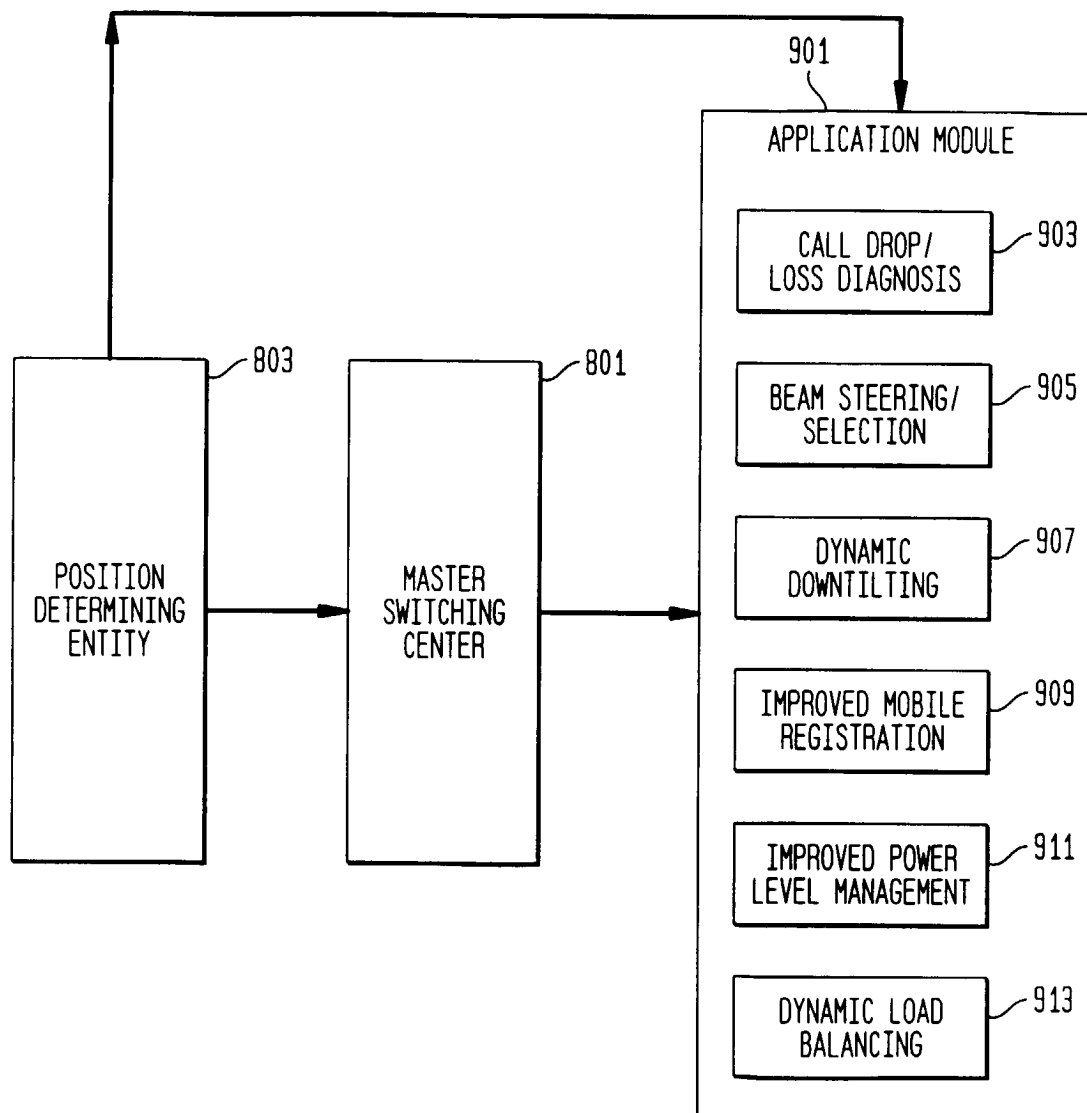 901
APPLICATION MODULE
CALL DROP/
LOSS DIAGNOSIS
903
BEAM STEERING/
SELECTION
905
DYNAMIC
DOWNTILTING
907
IMPROVED MOBILE
REGISTRATION
909
IMPROVED POWER
LEVEL MANAGEMENT
911
DYNAMIC LOAD
BALANCING
913
803
POSITION
DETERMINING
ENTITY
801
MASTER
SWITCHING
CENTER